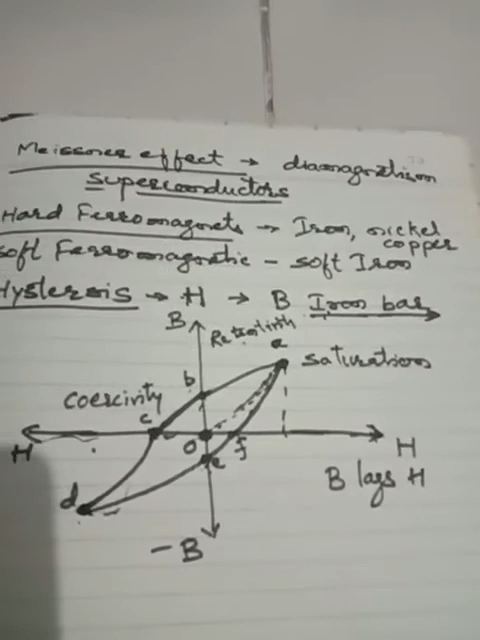 Meissner effect → diamagnetism
Superconductors
Hard Ferromagnets → Iron, nickel
copper
Soft Ferromagnetic - soft Iron
Hysterisis → H → B Iron bar
B Retentivity
a
saturation
b
coercivity
c
O
e
f
H
H
B lags H
d
-B